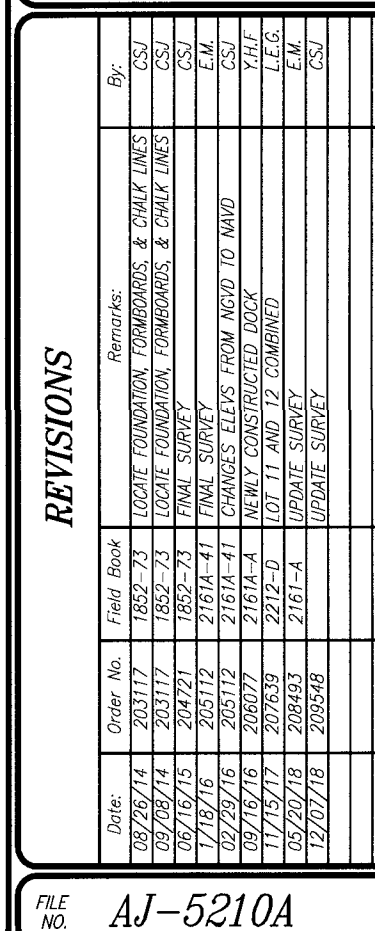 REVISIONS
Date: Order No. Field Book Remarks: By:
08/26/14 203117 1852-73 LOCATE FOUNDATION, FORMBOARDS, & CHALK LINES CSJ
09/08/14 203117 1852-73 LOCATE FOUNDATION, FORMBOARDS, & CHALK LINES CSJ
06/16/15 204721 1852-73 FINAL SURVEY CSJ
1/18/16 205112 2161A-41 FINAL SURVEY E.M.
02/29/16 205112 2161A-41 CHANGES ELEVS FROM NGVD TO NAVD CSJ
09/16/16 206077 2161A-A NEWLY CONSTRUCTED DOCK Y.H.F
11/15/17 207639 2212-D LOT 11 AND 12 COMBINED L.E.G.
05/20/18 208493 2161-A UPDATE SURVEY E.M.
12/07/18 209548 UPDATE SURVEY CSJ
FILE NO. AJ-5210A